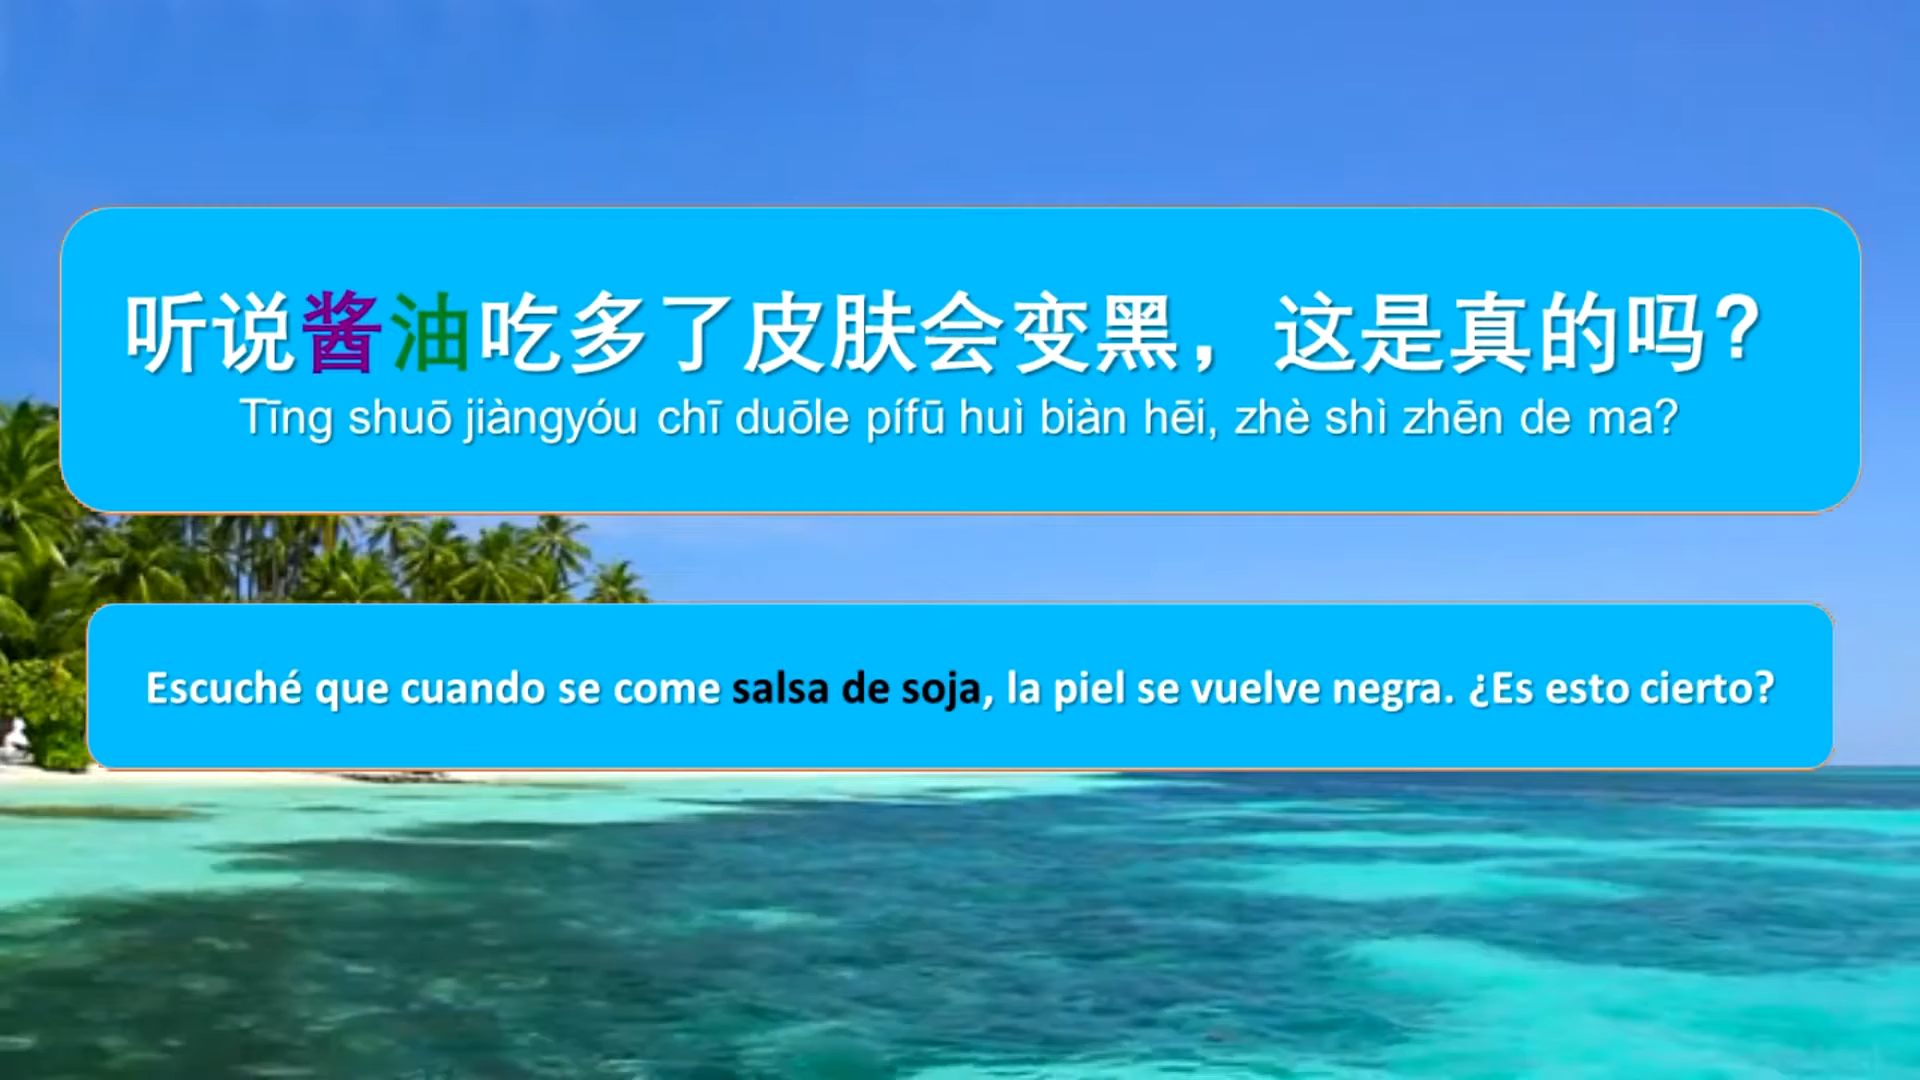 听说酱油吃多了皮肤会变黑，这是真的吗？
Tīng shuō jiàngyóu chī duōle pífū huì biàn hēi, zhè shì zhēn de ma?
Escuché que cuando se come salsa de soja, la piel se vuelve negra. ¿Es esto cierto?